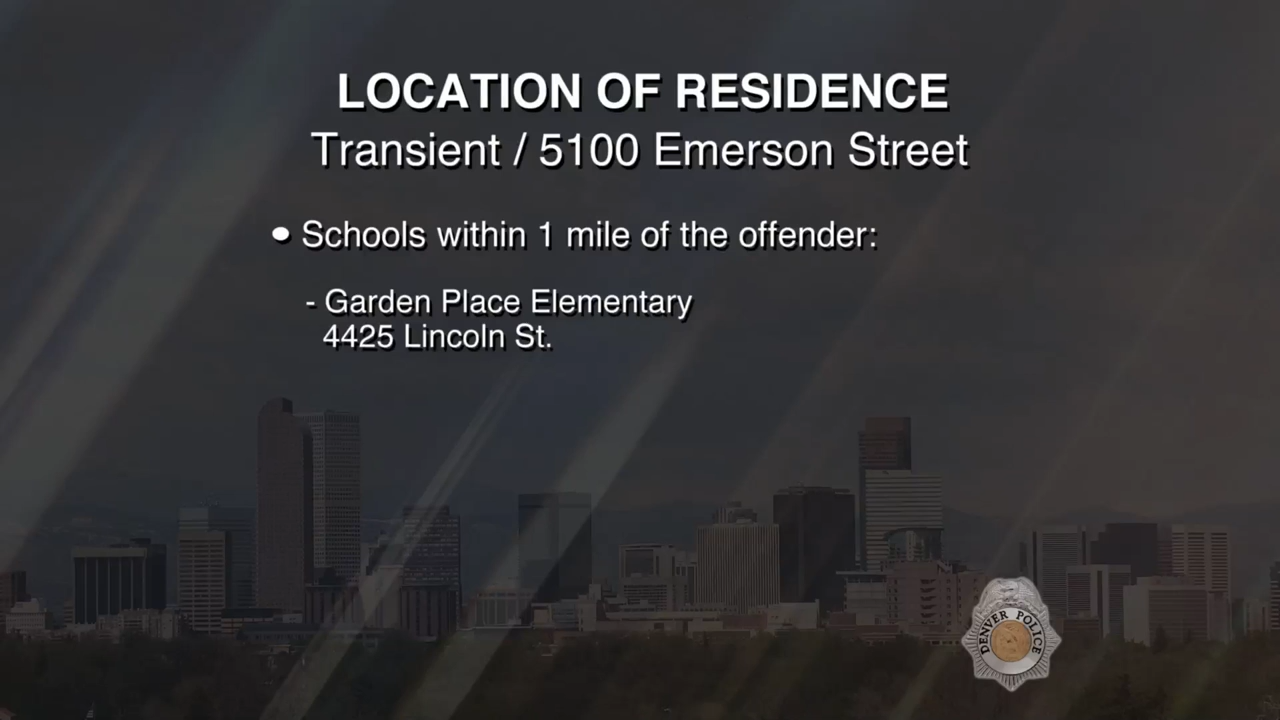 LOCATION OF RESIDENCE
Transient / 5100 Emerson Street
• Schools within 1 mile of the offender:
- Garden Place Elementary
4425 Lincoln St.
DENVER POLICE